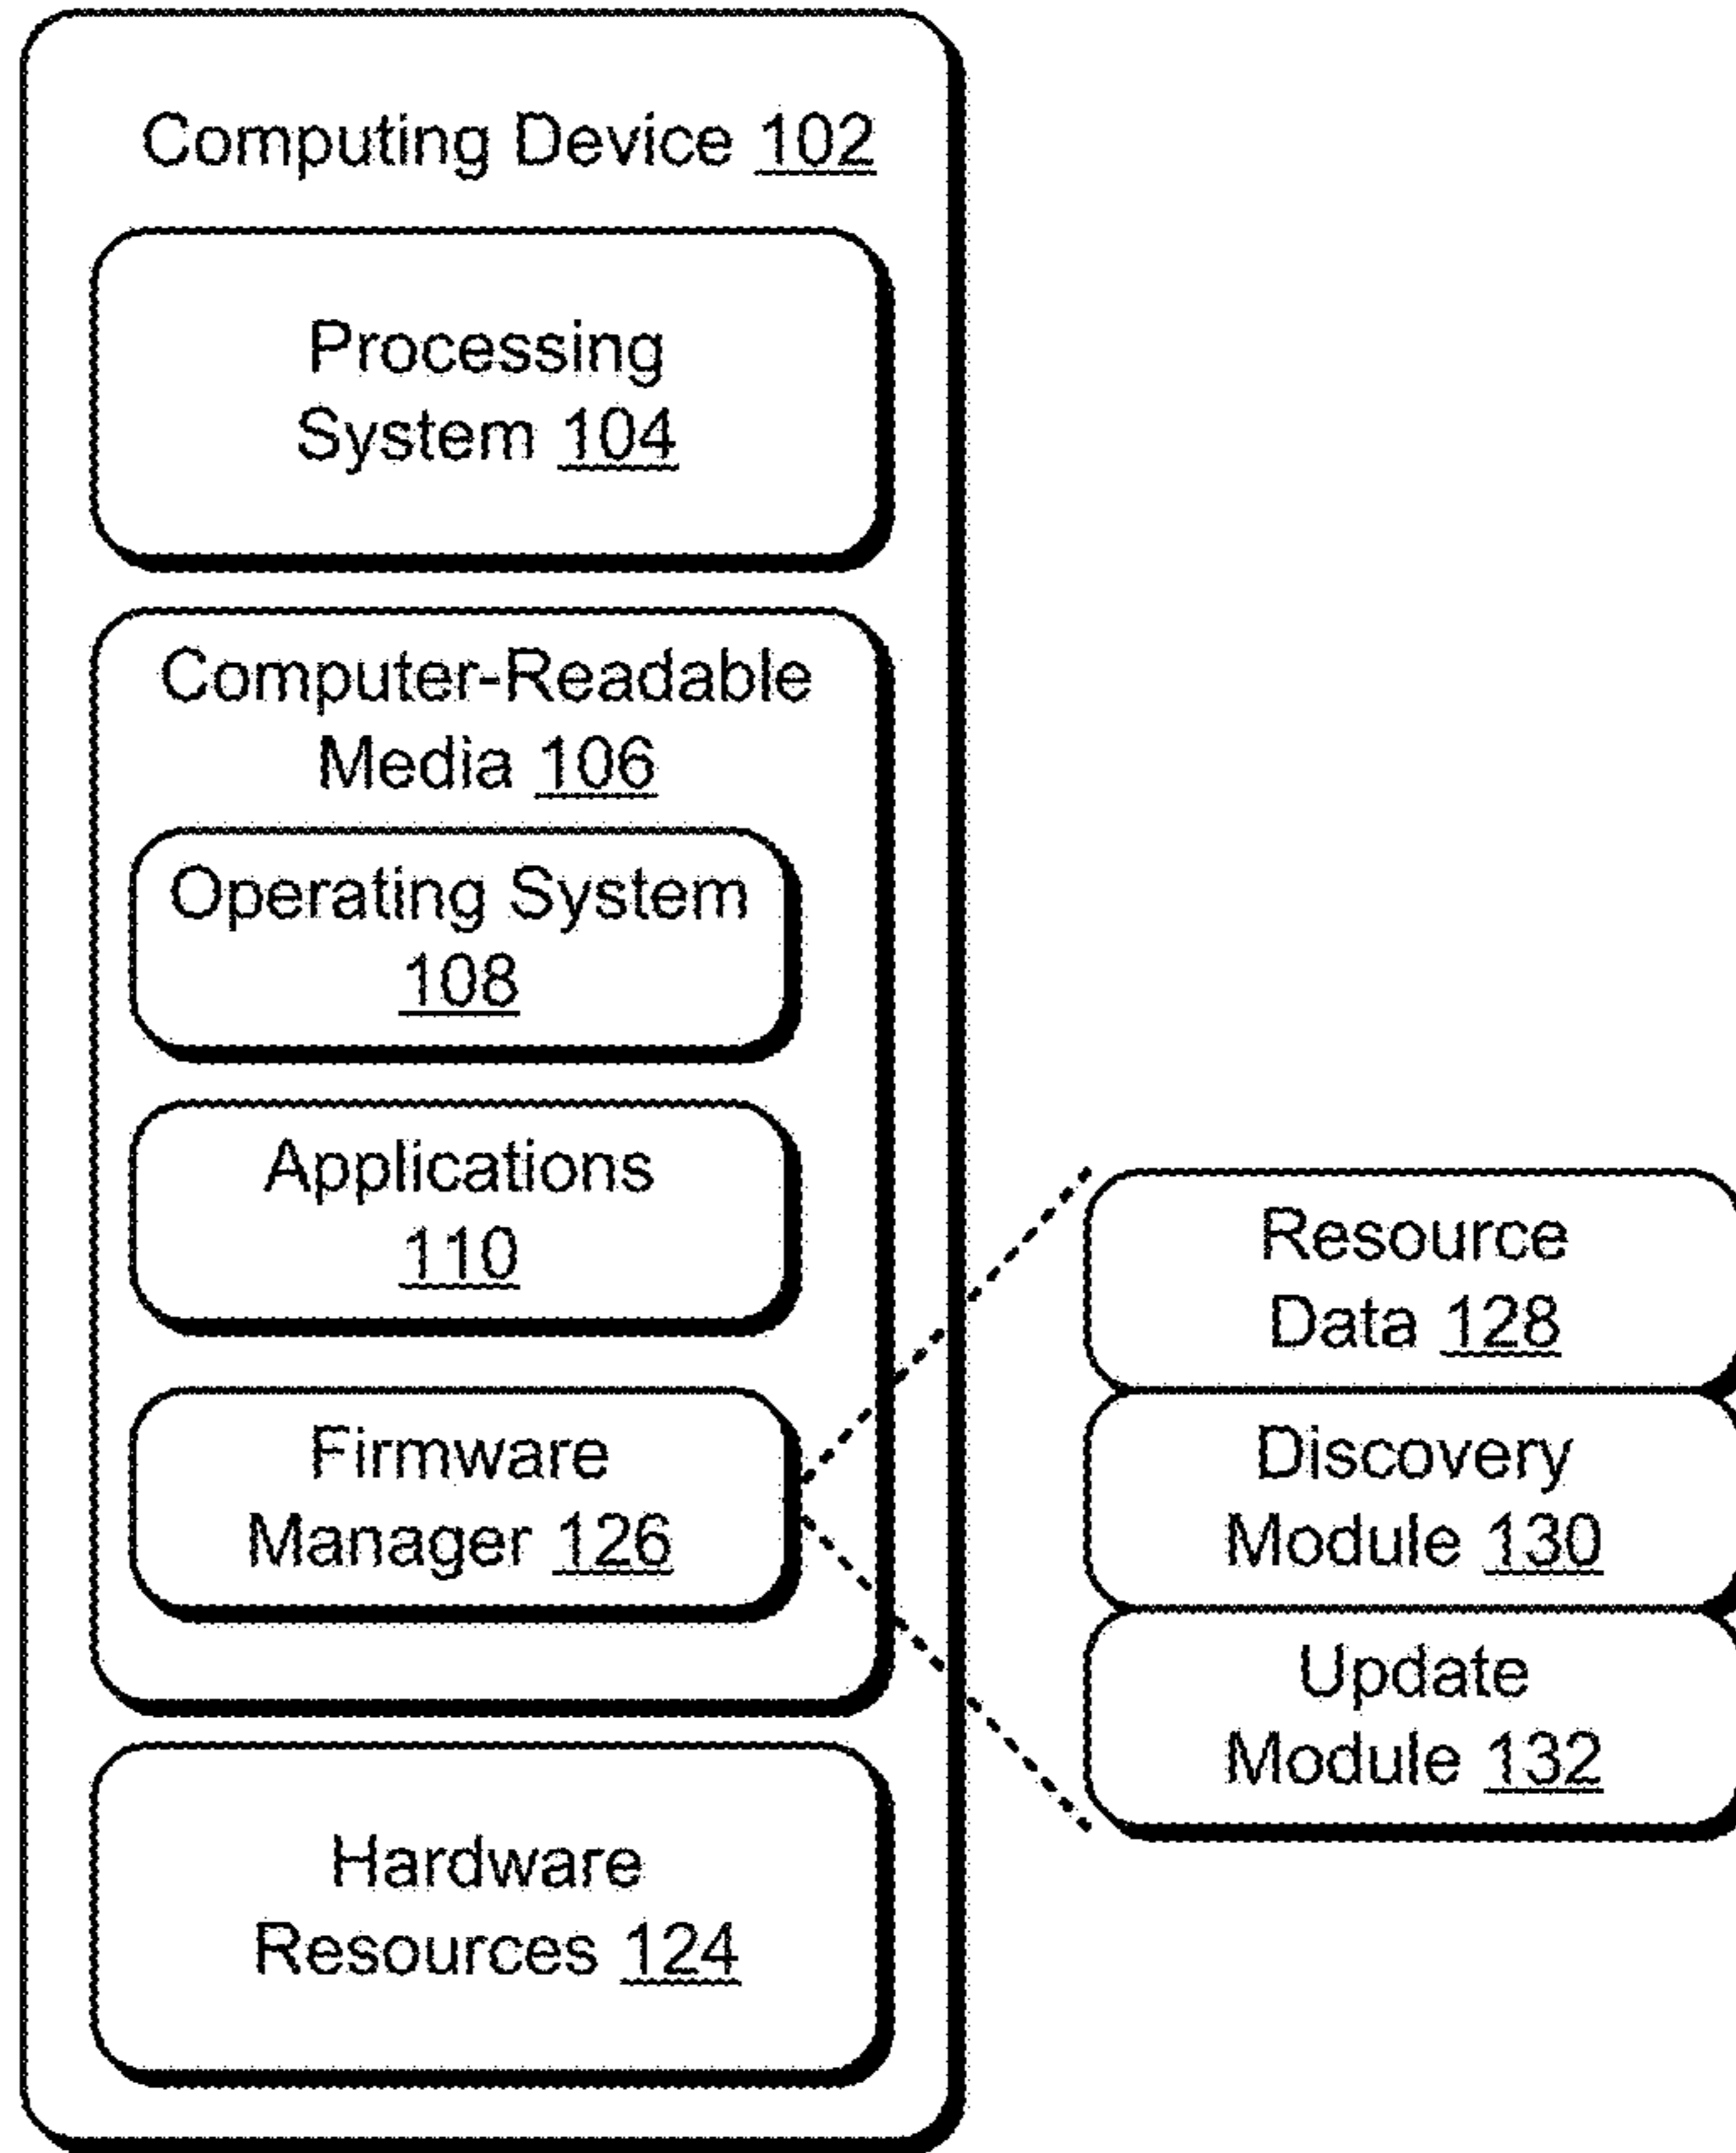 Computing Device 102
Processing
System 104
Computer-Readable
Media 106
Operating System
108
Applications
110
Firmware
Manager 126
Hardware
Resources 124
Resource
Data 128
Discovery
Module 130
Update
Module 132